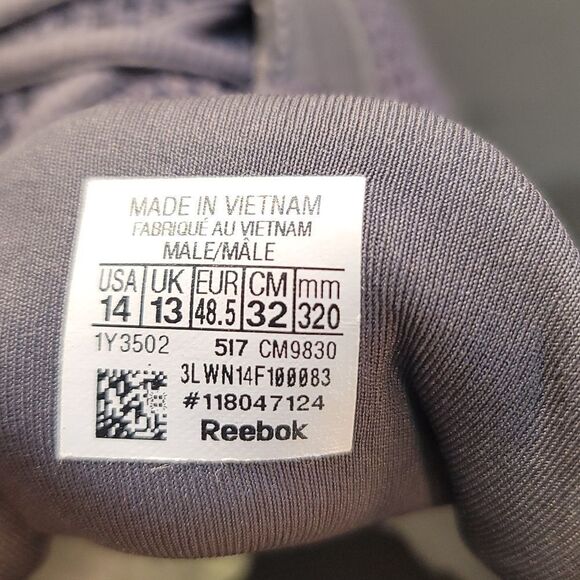 MADE IN VIETNAM
FABRIQUÉ AU VIETNAM
MALE/MÂLE
USA UK EUR CM mm
14 13 48.5 32 320
1Y3502 517 CM9830
3LWN14F100083
#118047124
Reebok